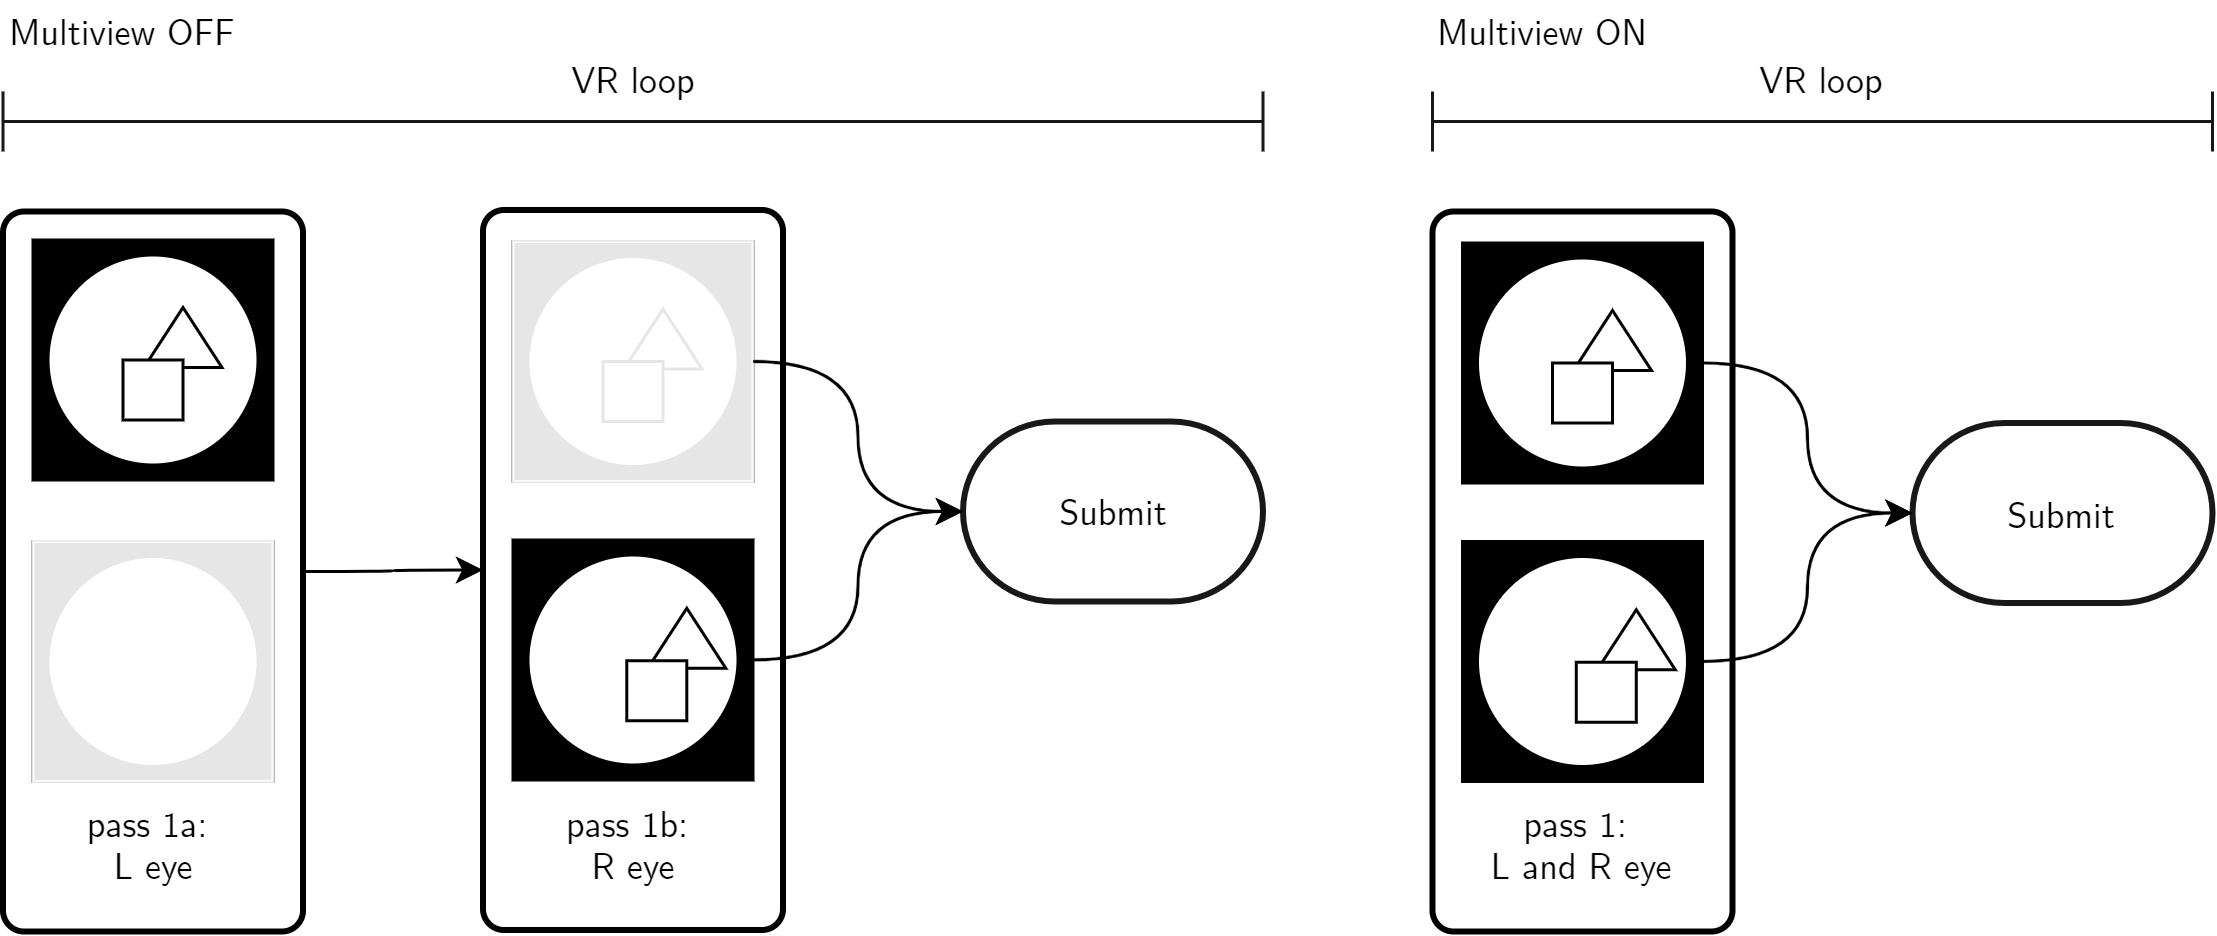 Multiview OFF
VR loop
pass 1a:
L eye
pass 1b:
R eye
Submit
Multiview ON
VR loop
pass 1:
L and R eye
Submit